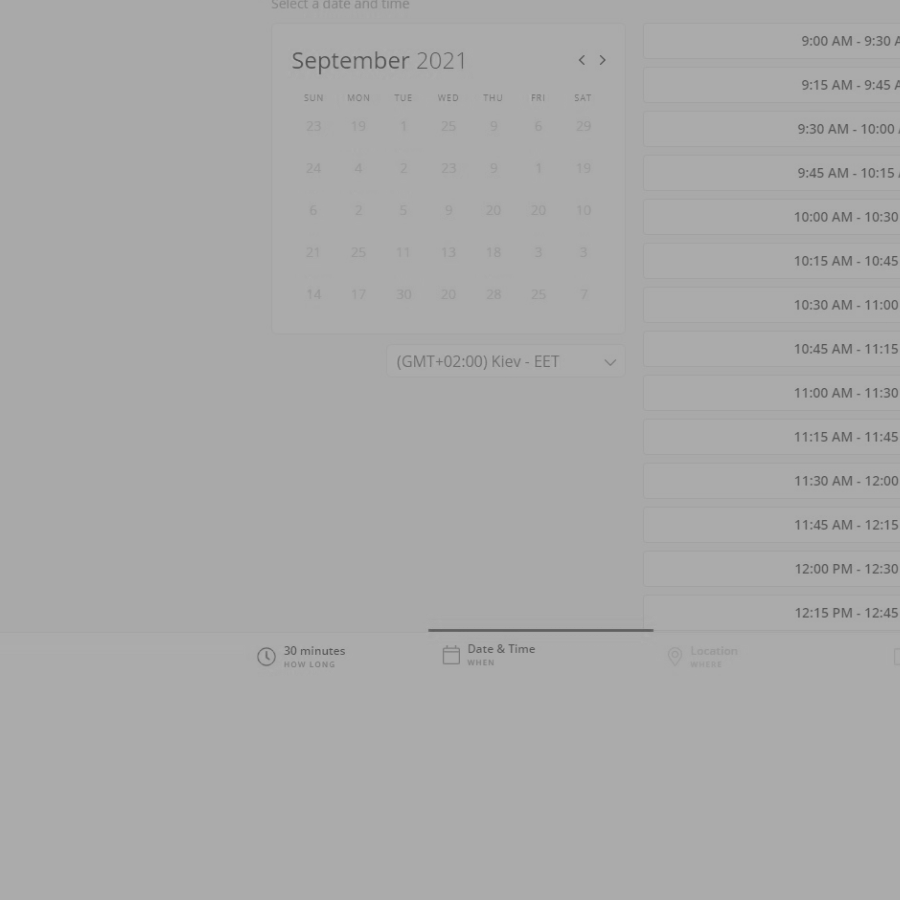 Select a date and time
September 2021
SUN MON TUE WED THU FRI SAT
23 19 1 25 9 6 29
24 4 2 23 9 1 19
6 2 5 9 20 20 10
21 25 11 13 18 3 3
14 17 30 20 28 25 7
(GMT+02:00) Kiev - EET
9:00 AM - 9:30 A
9:15 AM - 9:45 A
9:30 AM - 10:00
9:45 AM - 10:15
10:00 AM - 10:30
10:15 AM - 10:45
10:30 AM - 11:00
10:45 AM - 11:15
11:00 AM - 11:30
11:15 AM - 11:45
11:30 AM - 12:00
11:45 AM - 12:15
12:00 PM - 12:30
12:15 PM - 12:45
30 minutes
HOW LONG
Date & Time
WHEN
Location
WHERE